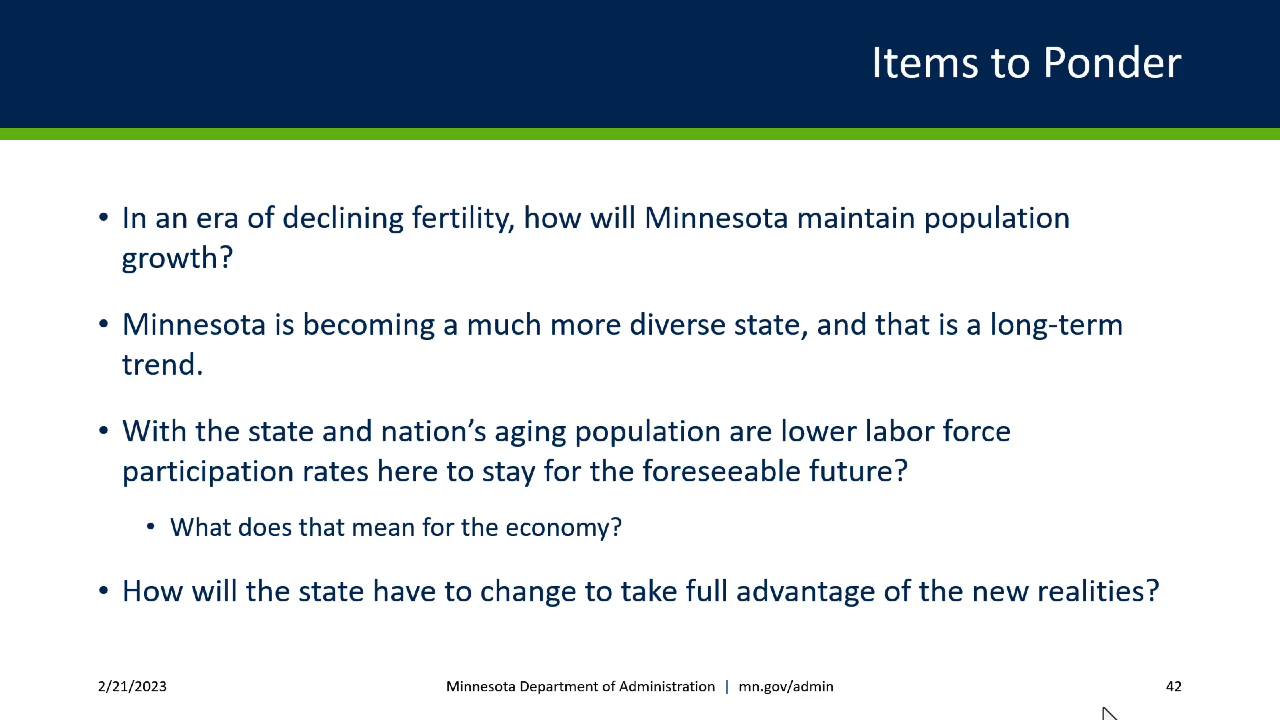 Items to Ponder
• In an era of declining fertility, how will Minnesota maintain population
growth?
• Minnesota is becoming a much more diverse state, and that is a long-term
trend.
• With the state and nation’s aging population are lower labor force
participation rates here to stay for the foreseeable future?
• What does that mean for the economy?
• How will the state have to change to take full advantage of the new realities?
2/21/2023 Minnesota Department of Administration | mn.gov/admin 42